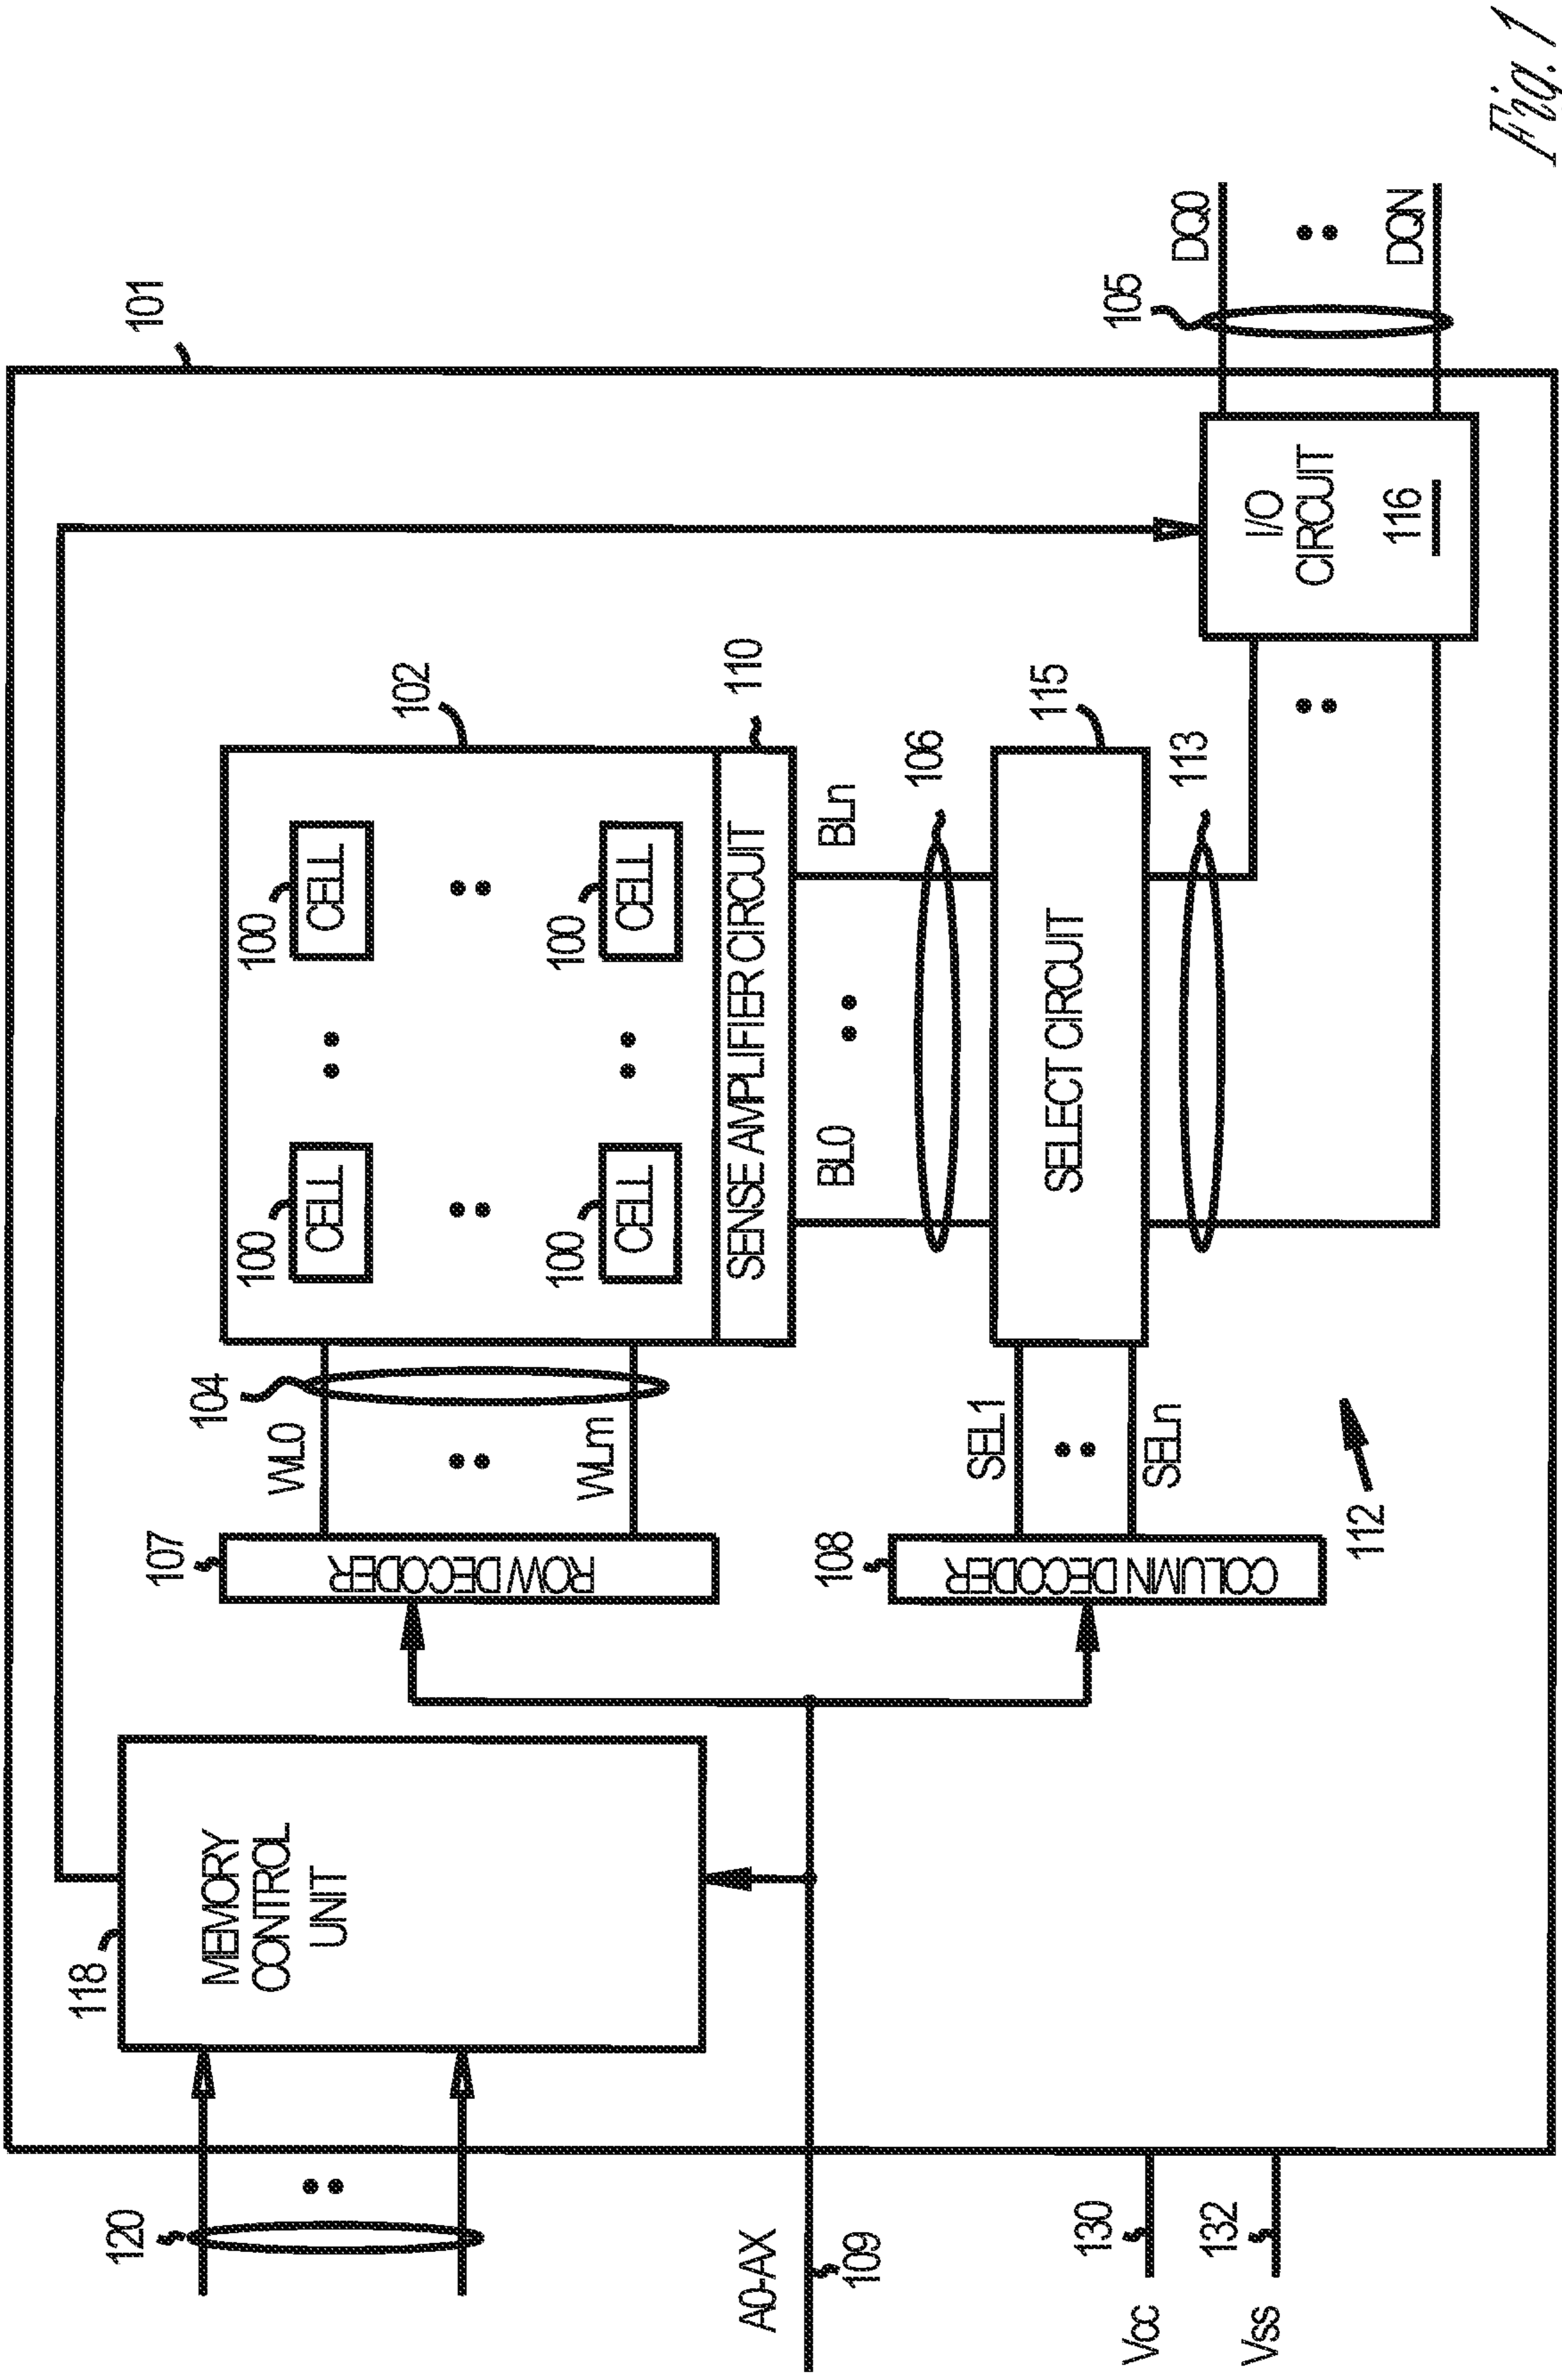 101
118
MEMORY
CONTROL
UNIT
120
107
ROW DECODER
WL0
WLm
104
100
CELL
100
CELL
100
CELL
100
CELL
102
SENSE AMPLIFIER CIRCUIT
110
A0-AX
109
BL0
BLn
106
108
COLUMN DECODER
SEL1
SELn
SELECT CIRCUIT
115
113
112
Vcc
130
Vss
132
I/O
CIRCUIT
116
105
DQ0
DQN
Fig. 1